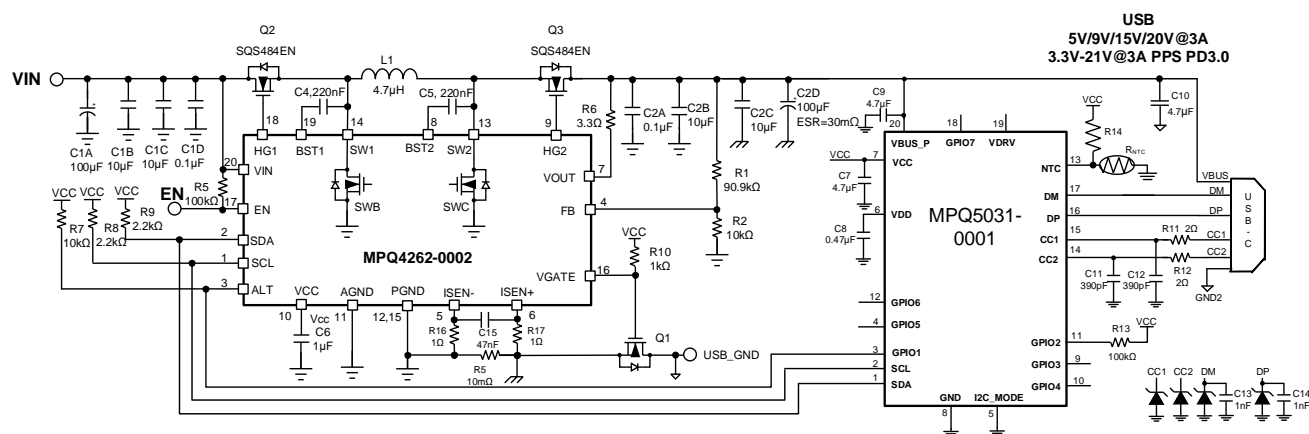 USB
5V/9V/15V/20V@3A
3.3V-21V@3A PPS PD3.0
Q2
SQS484EN
Q3
SQS484EN
VIN
L1
4.7µH
C4,220nF
C5, 220nF
C1A
100µF
C1B
10µF
C1C
10µF
C1D
0.1µF
R6
3.3Ω
C2A
0.1µF
C2B
10µF
C2C
10µF
C2D
100µF
ESR=30mΩ
C9
4.7µF
C10
4.7µF
18
19
14
8
13
9
HG1
BST1
SW1
BST2
SW2
HG2
20
VIN
7
VOUT
SWB
SWC
R5
100kΩ
EN
17
EN
4
FB
R1
90.9kΩ
R2
10kΩ
VCC
VCC
VCC
R7
10kΩ
R8
2.2kΩ
R9
2.2kΩ
2
SDA
1
SCL
3
ALT
MPQ4262-0002
VCC
R10
1kΩ
VGATE
16
VCC
AGND
PGND
ISEN-
ISEN+
10
Vcc
11
12,15
5
6
C6
1µF
R16
1Ω
C15
47nF
R17
1Ω
R5
10mΩ
Q1
USB_GND
20
18
19
VBUS_P
GPIO7
VDRV
VCC
7
VCC
C7
4.7µF
6
VDD
C8
0.47µF
MPQ5031-
0001
12
GPIO6
4
GPIO5
3
GPIO1
2
SCL
1
SDA
GND
I2C_MODE
8
5
VCC
R14
RNTC
NTC
13
DM
17
DP
16
CC1
15
CC2
14
VBUS
DM
DP
R11 2Ω
CC1
CC2
R12
2Ω
USB-C
C11
390pF
C12
390pF
GND2
GPIO2
11
R13
100kΩ
VCC
GPIO3
9
GPIO4
10
CC1
CC2
DM
C13
1nF
DP
C14
1nF